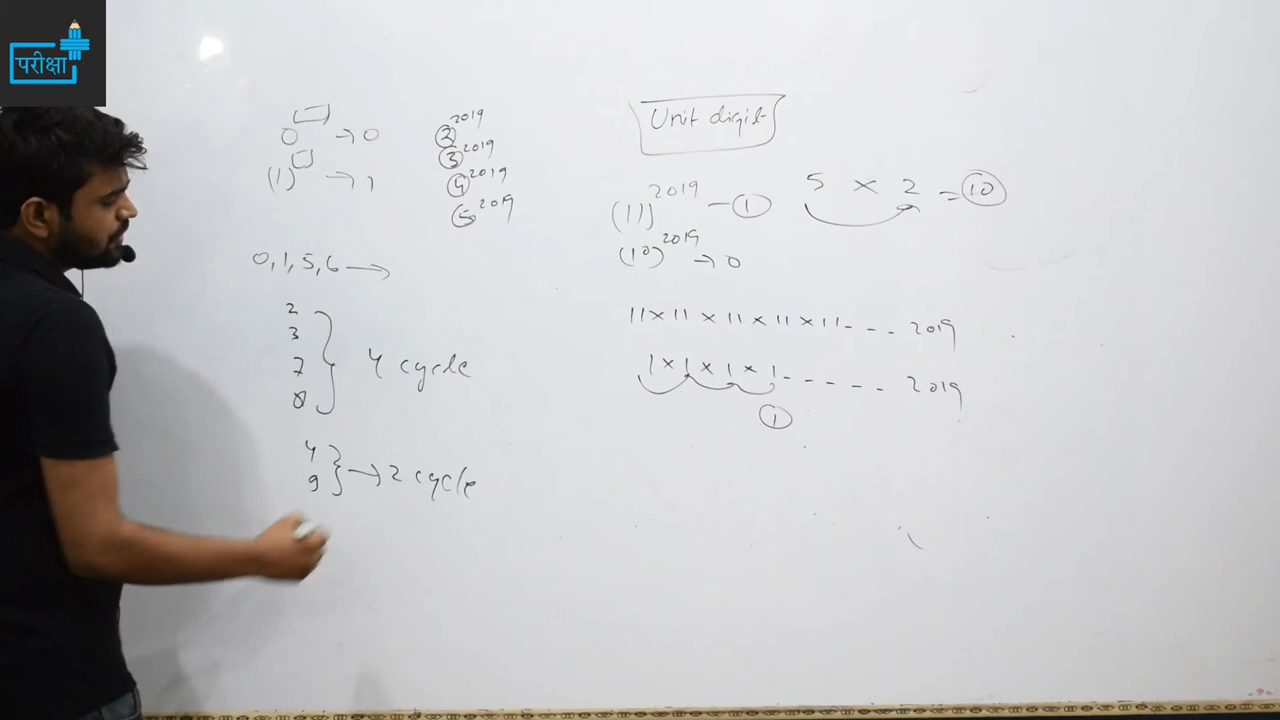 परीक्षा
0 → 0
(1) → 1
2^2019
3^2019
4^2019
5^2019
0, 1, 5, 6 →
2
3
7
8
4 cycle
4
9
→ 2 cycle
Unit digit
(11)^2019 – 1
(10)^2019 → 0
5 × 2 = 10
11 × 11 × 11 × 11 × 11 - - - 2019
1 × 1 × 1 × 1 - - - - - 2019
1